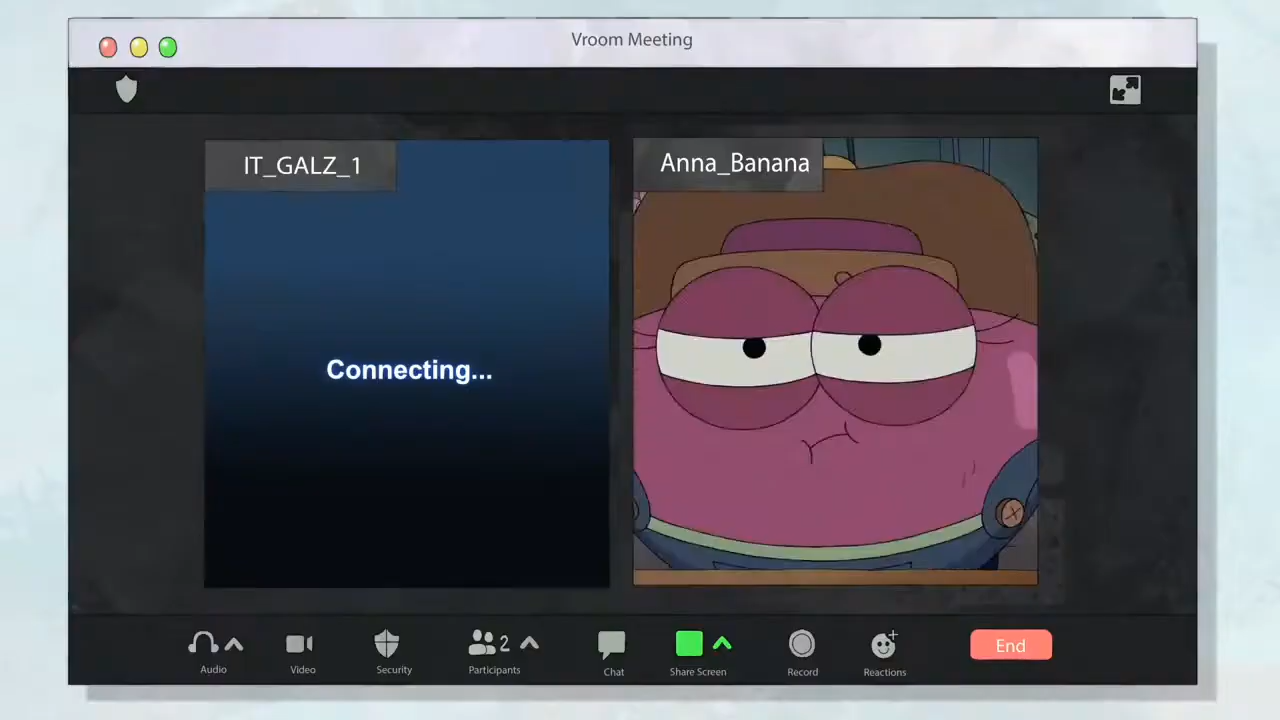 Vroom Meeting
IT_GALZ_1
Anna_Banana
Connecting...
2
Audio
Video
Security
Participants
Chat
Share Screen
Record
Reactions
End